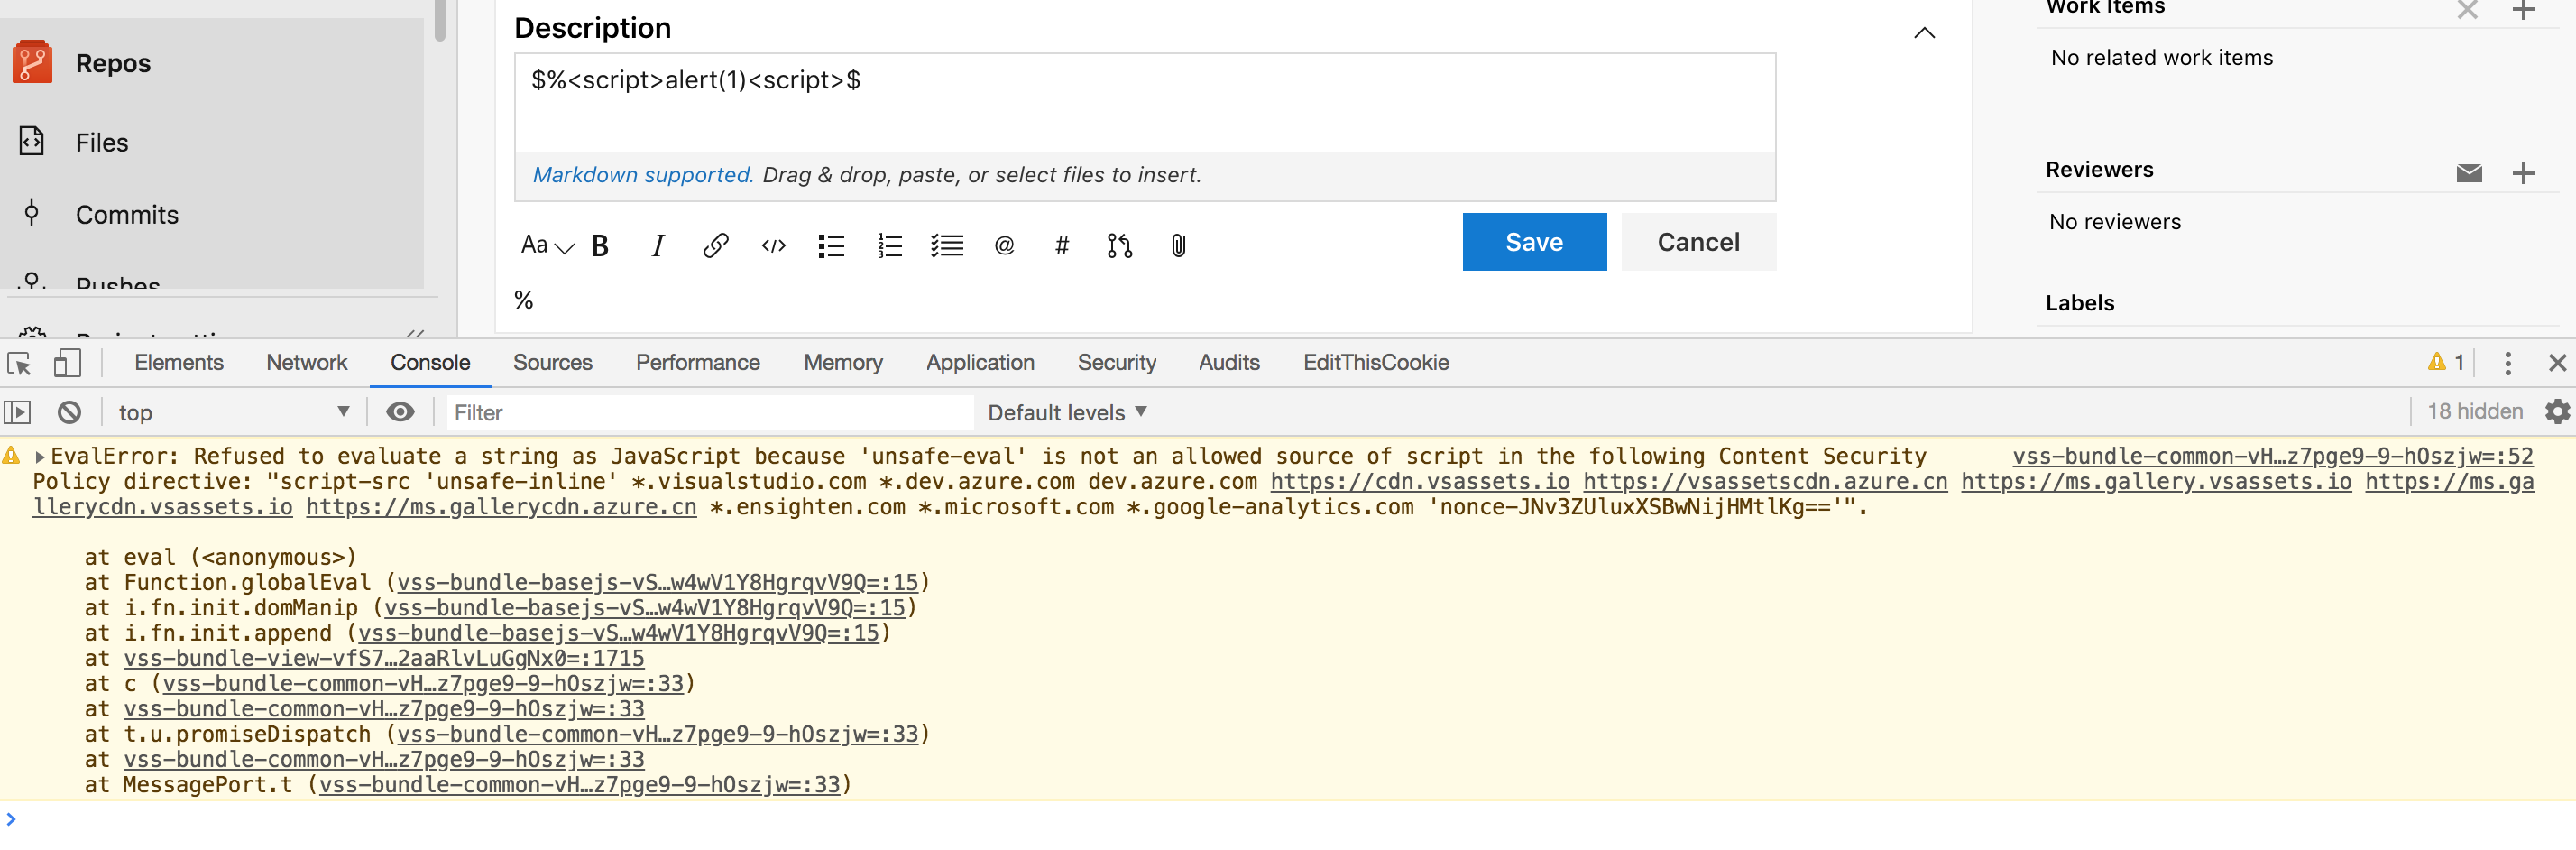 Repos
Files
Commits
Pushes
Description
$%<script>alert(1)<script>$
Markdown supported. Drag & drop, paste, or select files to insert.
Aa B I </> @ #
Save
Cancel
%
Work Items
No related work items
Reviewers
No reviewers
Labels
Elements Network Console Sources Performance Memory Application Security Audits EditThisCookie 1
top Filter Default levels 18 hidden
EvalError: Refused to evaluate a string as JavaScript because 'unsafe-eval' is not an allowed source of script in the following Content Security vss-bundle-common-vH…z7pge9-9-hOszjw=:52
Policy directive: "script-src 'unsafe-inline' *.visualstudio.com *.dev.azure.com dev.azure.com https://cdn.vsassets.io https://vsassetscdn.azure.cn https://ms.gallery.vsassets.io https://ms.ga
llerycdn.vsassets.io https://ms.gallerycdn.azure.cn *.ensighten.com *.microsoft.com *.google-analytics.com 'nonce-JNv3ZUluxXSBwNijHMtlKg=='".
at eval (<anonymous>)
at Function.globalEval (vss-bundle-basejs-vS…w4wV1Y8HgrqvV9Q=:15)
at i.fn.init.domManip (vss-bundle-basejs-vS…w4wV1Y8HgrqvV9Q=:15)
at i.fn.init.append (vss-bundle-basejs-vS…w4wV1Y8HgrqvV9Q=:15)
at vss-bundle-view-vfS7…2aaRlvLuGgNx0=:1715
at c (vss-bundle-common-vH…z7pge9-9-hOszjw=:33)
at vss-bundle-common-vH…z7pge9-9-hOszjw=:33
at t.u.promiseDispatch (vss-bundle-common-vH…z7pge9-9-hOszjw=:33)
at vss-bundle-common-vH…z7pge9-9-hOszjw=:33
at MessagePort.t (vss-bundle-common-vH…z7pge9-9-hOszjw=:33)